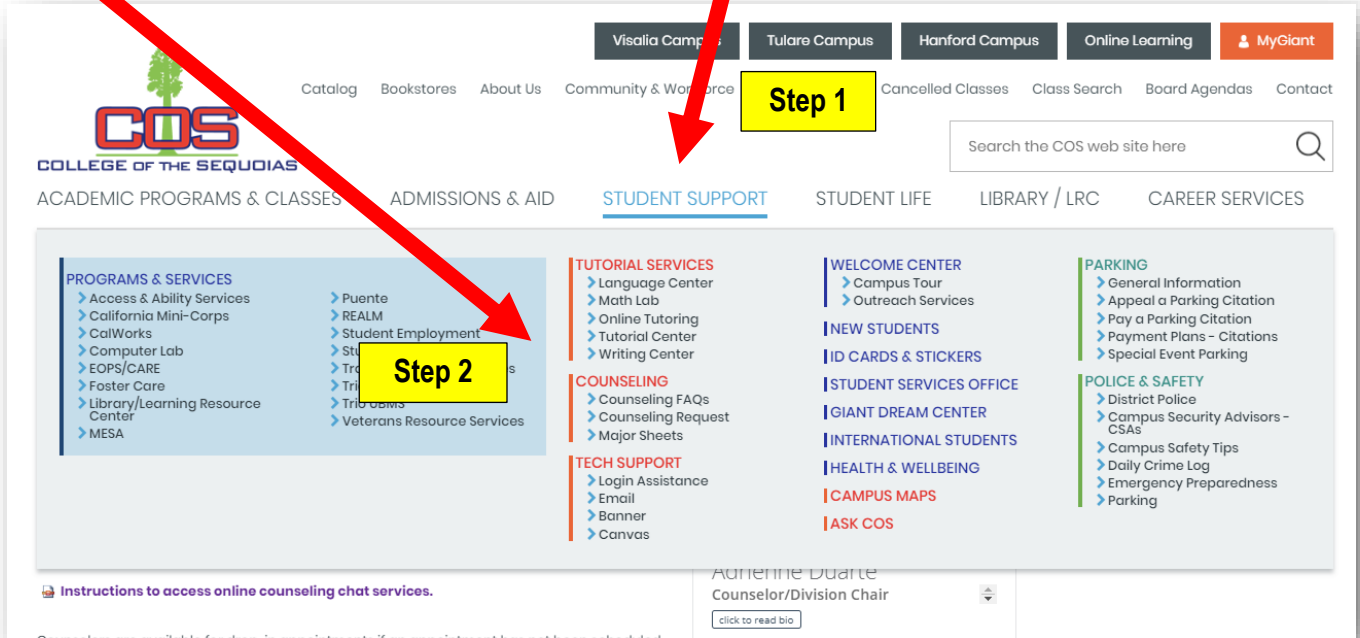 Visalia Campus Tulare Campus Hanford Campus Online Learning MyGiant
Catalog Bookstores About Us Community & Workforce Cancelled Classes Class Search Board Agendas Contact
Step 1
COS
COLLEGE OF THE SEQUOIAS
Search the COS web site here
ACADEMIC PROGRAMS & CLASSES ADMISSIONS & AID STUDENT SUPPORT STUDENT LIFE LIBRARY / LRC CAREER SERVICES
PROGRAMS & SERVICES
Access & Ability Services
California Mini-Corps
CalWorks
Computer Lab
EOPS/CARE
Foster Care
Library/Learning Resource
Center
MESA
Puente
REALM
Student Employment
Step 2
Trio UBMS
Veterans Resource Services
TUTORIAL SERVICES
Language Center
Math Lab
Online Tutoring
Tutorial Center
Writing Center
COUNSELING
Counseling FAQs
Counseling Request
Major Sheets
TECH SUPPORT
Login Assistance
Email
Banner
Canvas
WELCOME CENTER
Campus Tour
Outreach Services
NEW STUDENTS
ID CARDS & STICKERS
STUDENT SERVICES OFFICE
GIANT DREAM CENTER
INTERNATIONAL STUDENTS
HEALTH & WELLBEING
CAMPUS MAPS
ASK COS
PARKING
General Information
Appeal a Parking Citation
Pay a Parking Citation
Payment Plans - Citations
Special Event Parking
POLICE & SAFETY
District Police
Campus Security Advisors -
CSAs
Campus Safety Tips
Daily Crime Log
Emergency Preparedness
Parking
Instructions to access online counseling chat services.
Adrienne Duarte
Counselor/Division Chair
click to read bio